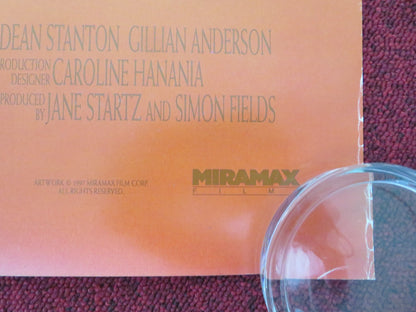 DEAN STANTON GILLIAN ANDERSON
PRODUCTION DESIGNER CAROLINE HANANIA
PRODUCED BY JANE STARTZ AND SIMON FIELDS
ARTWORK © 1997 MIRAMAX FILM CORP.
ALL RIGHTS RESERVED.
MIRAMAX
FILM